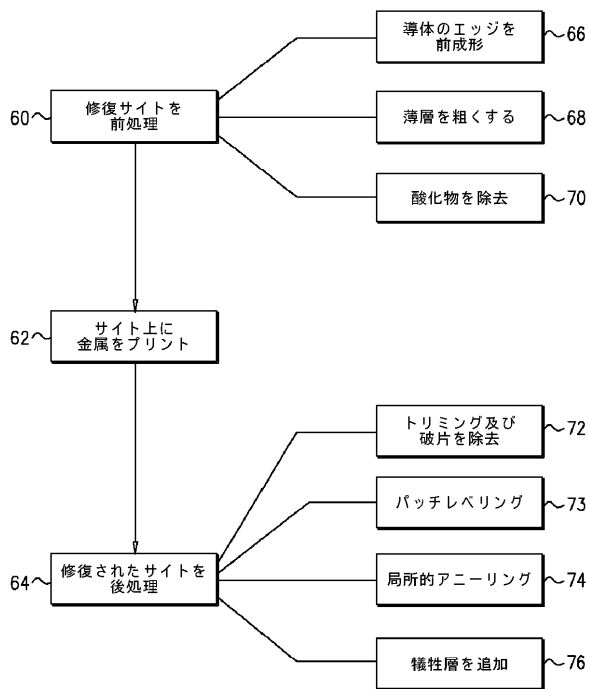 導体のエッジを
前成形
66
60
修復サイトを
前処理
薄層を粗くする
68
酸化物を除去
70
62
サイト上に
金属をプリント
トリミング及び
破片を除去
72
パッチレベリング
73
64
修復されたサイトを
後処理
局所的アニーリング
74
犠牲層を追加
76